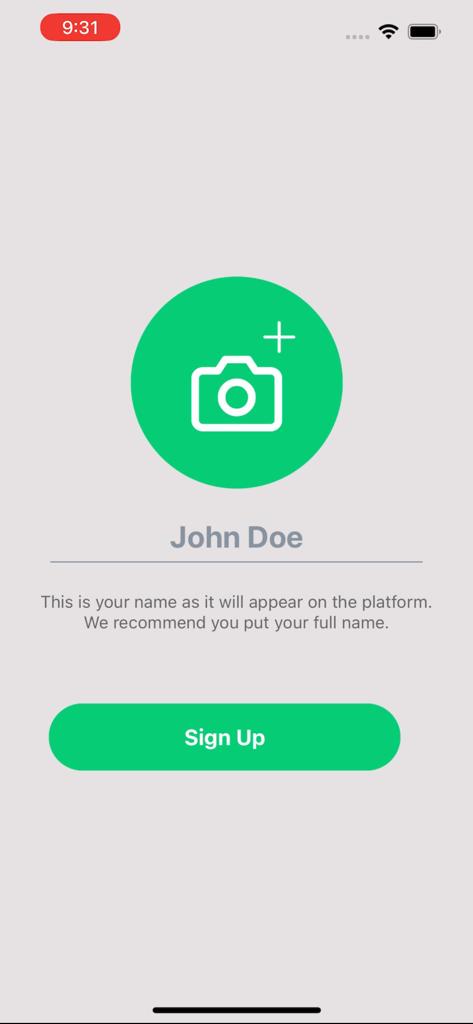 9:31
John Doe
This is your name as it will appear on the platform.
We recommend you put your full name.
Sign Up